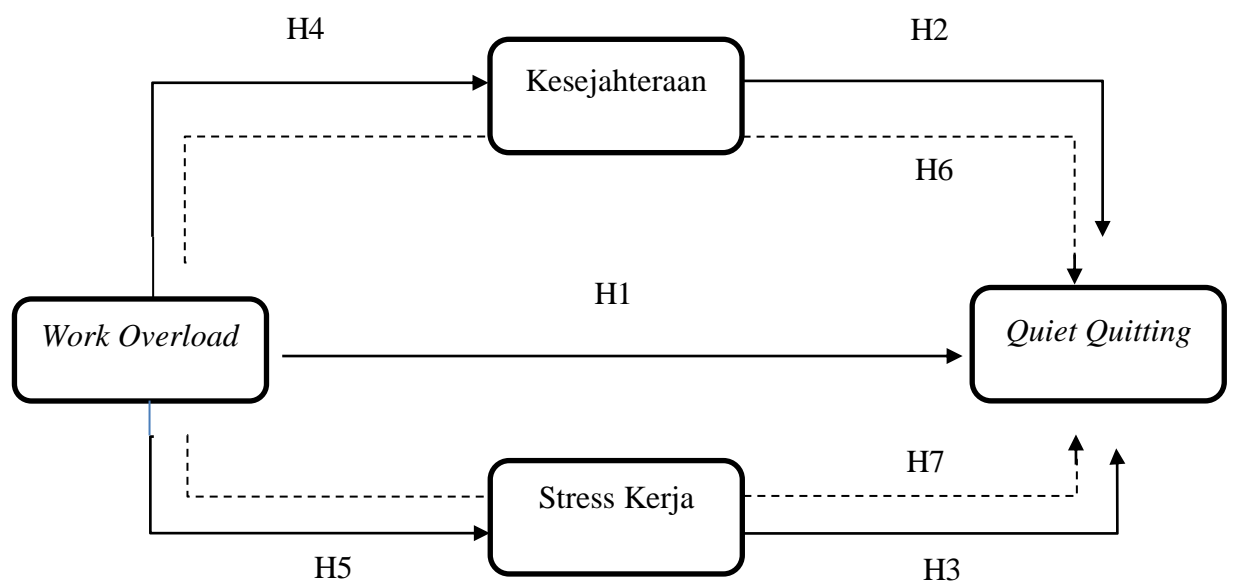 H4
H2
Kesejahteraan
H6
H1
Work Overload
Quiet Quitting
H7
Stress Kerja
H5
H3